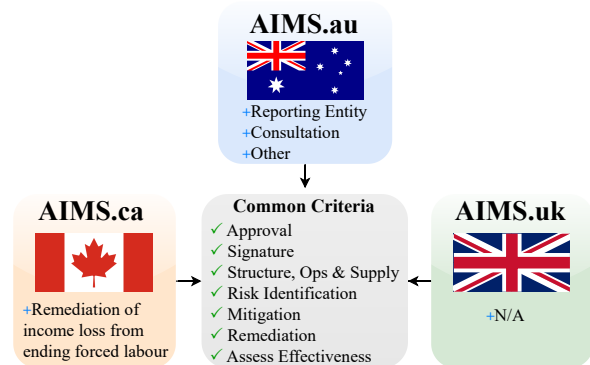 AIMS.au
+Reporting Entity
+Consultation
+Other
AIMS.ca
+Remediation of
income loss from
ending forced labour
Common Criteria
✓ Approval
✓ Signature
✓ Structure, Ops & Supply
✓ Risk Identification
✓ Mitigation
✓ Remediation
✓ Assess Effectiveness
AIMS.uk
+N/A